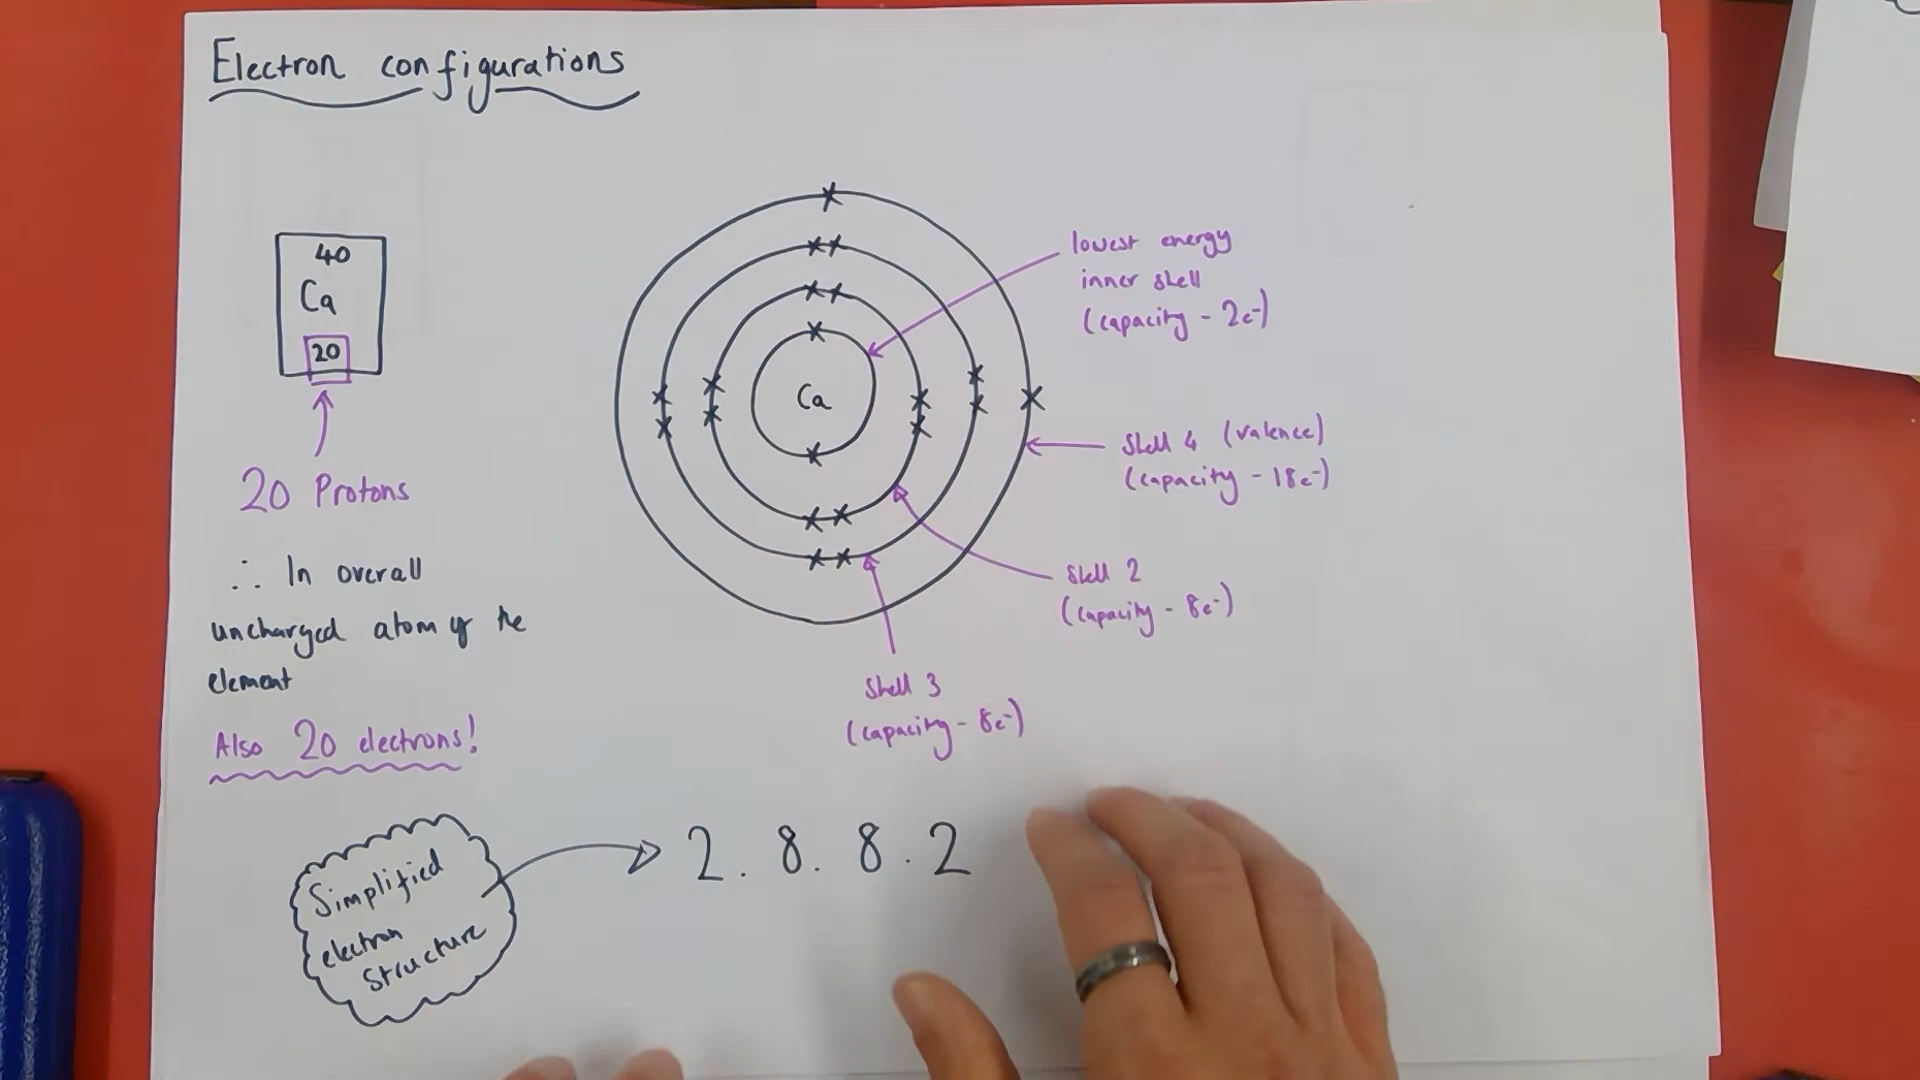 Electron configurations
40
Ca
20
20 Protons
∴ In overall
uncharged atom of the
element
Also 20 electrons!
Ca
lowest energy
inner shell
(capacity - 2e-)
Shell 4 (valence)
(capacity - 18e-)
Shell 2
(capacity - 8e-)
Shell 3
(capacity - 8e-)
Simplified
electron
structure
2.8.8.2